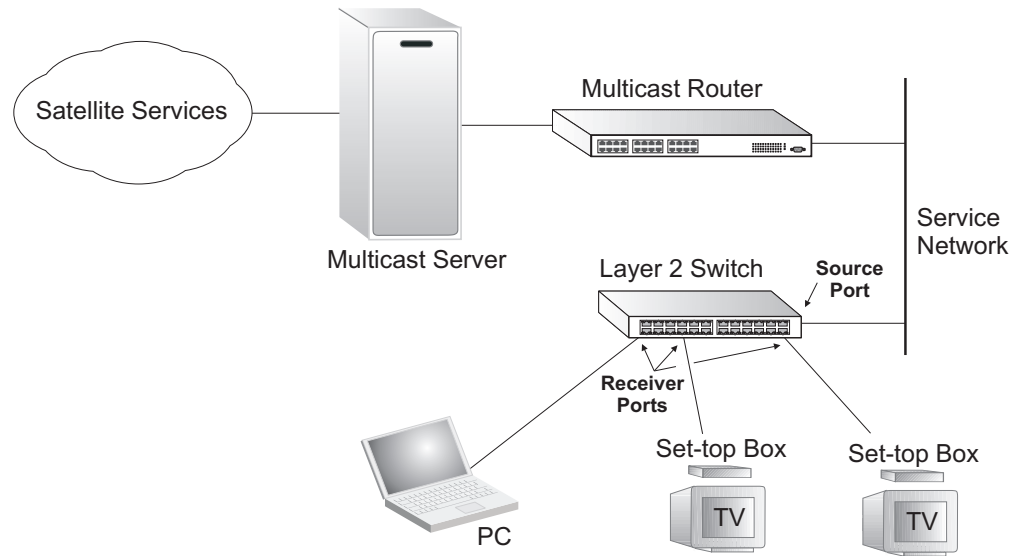 Satellite Services
Multicast Router
Multicast Server
Service
Network
Layer 2 Switch
Source
Port
Receiver
Ports
Set-top Box
Set-top Box
TV
TV
PC